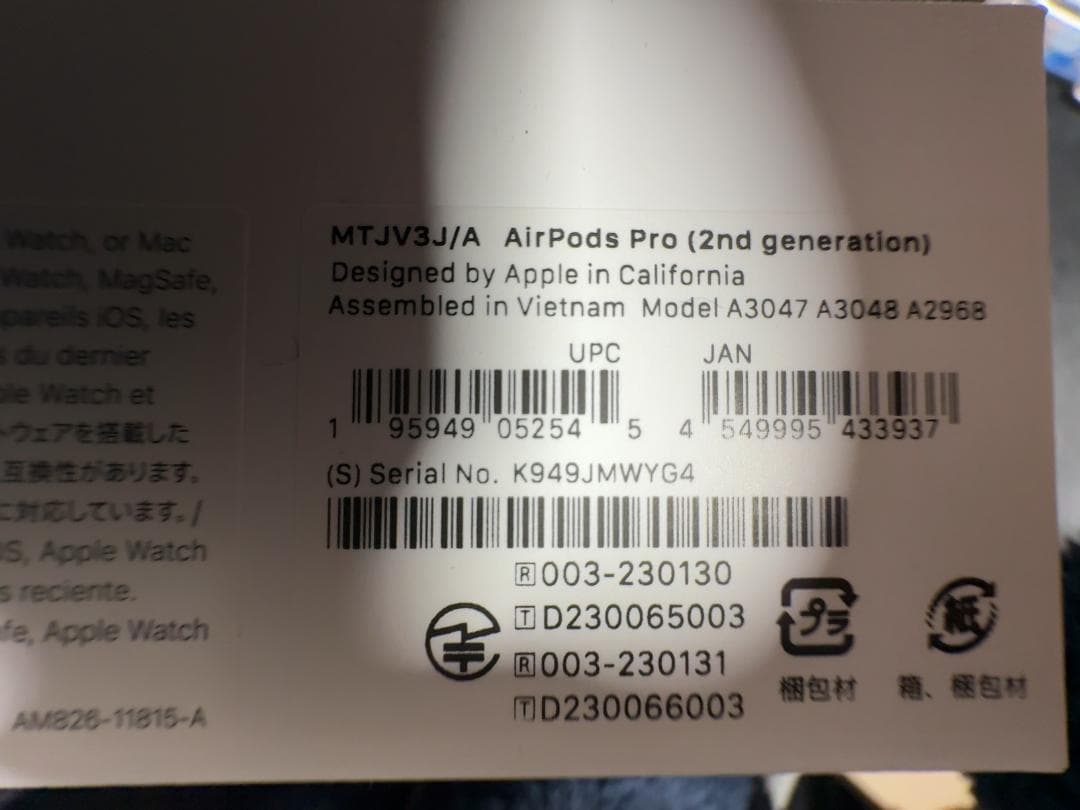 Watch, or Mac
Watch, MagSafe,
pareils iOS, les
s du dernier
ple Watch et
トウェアを搭載した
互換性があります。
に対応しています。/
OS, Apple Watch
s reciente.
fe, Apple Watch
AM826-11815-A
MTJV3J/A AirPods Pro (2nd generation)
Designed by Apple in California
Assembled in Vietnam Model A3047 A3048 A2968
UPC JAN
1 95949 05254 5 4 549995 433937
(S) Serial No. K949JMWYG4
R 003-230130
T D230065003
R 003-230131
T D230066003
プラ
梱包材
紙
箱、梱包材